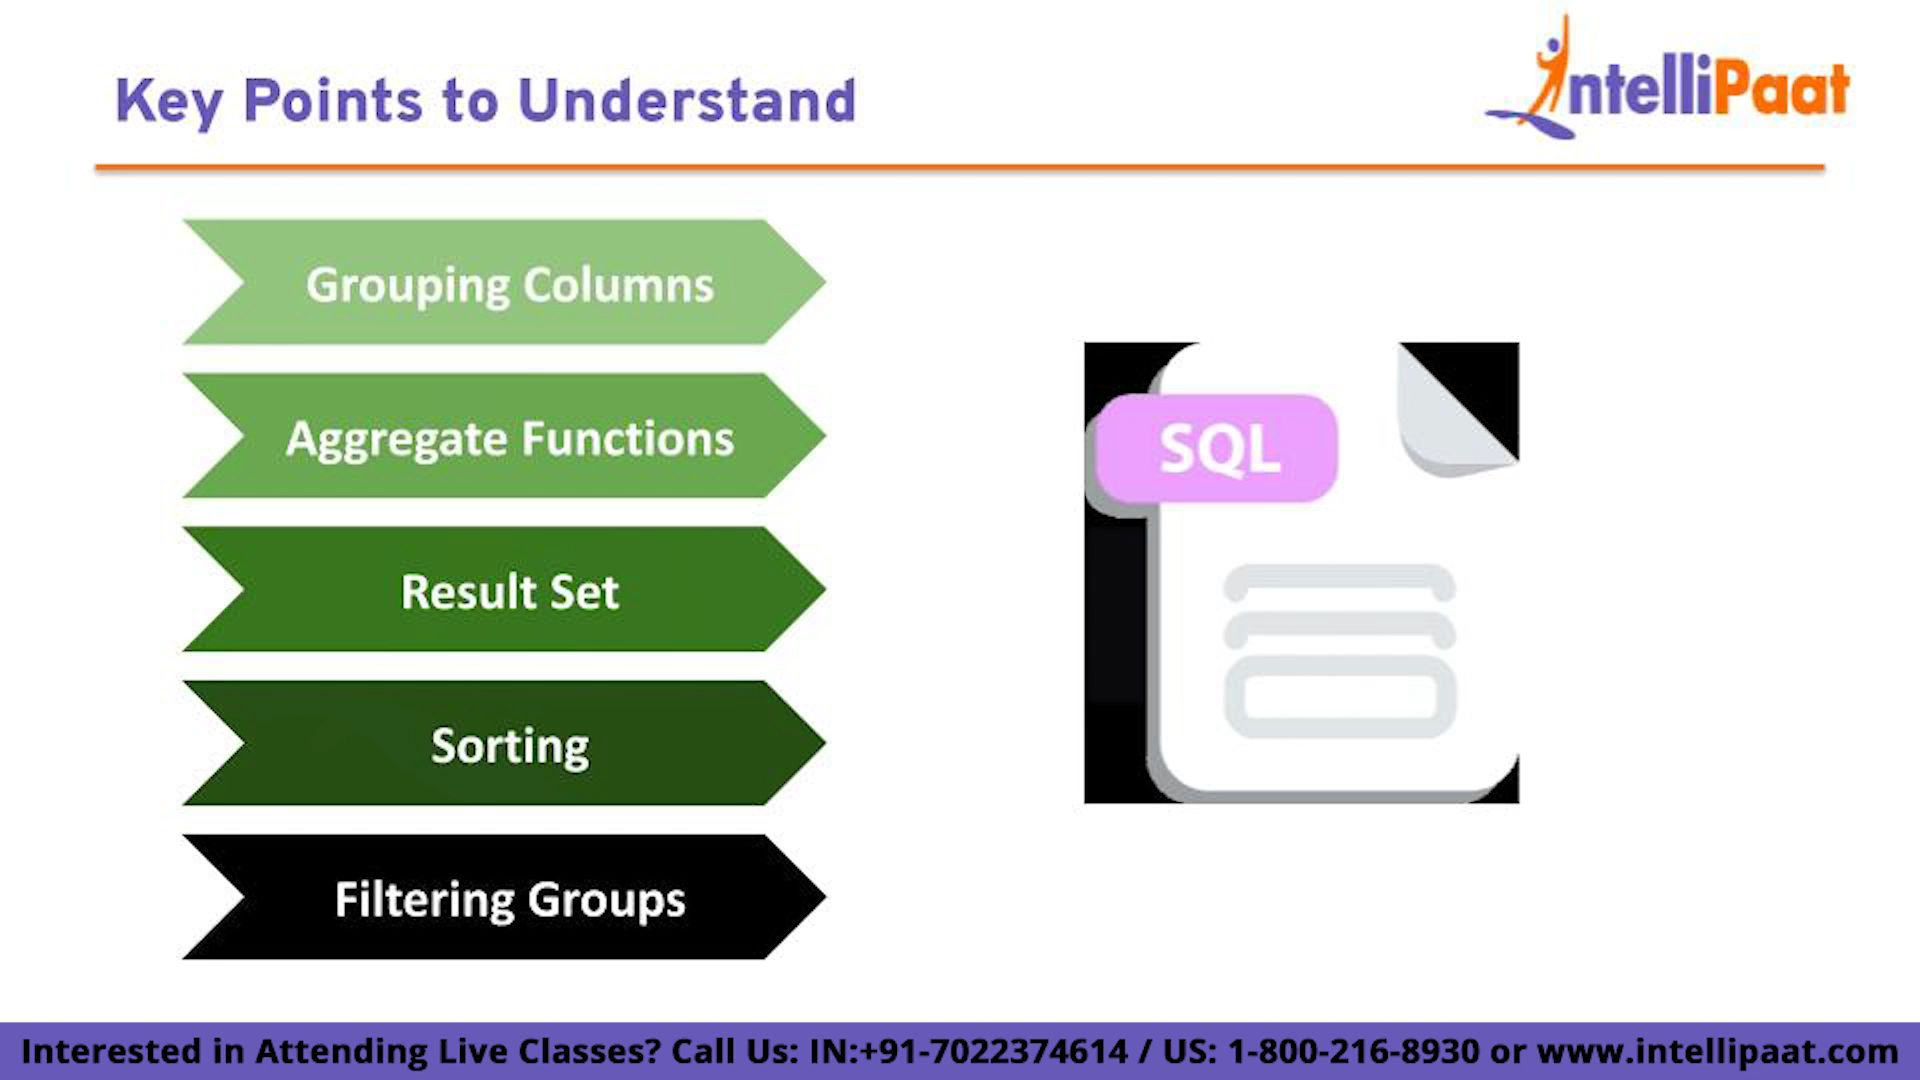 Key Points to Understand
IntelliPaat
Grouping Columns
Aggregate Functions
Result Set
Sorting
Filtering Groups
SQL
Interested in Attending Live Classes? Call Us: IN:+91-7022374614 / US: 1-800-216-8930 or www.intellipaat.com